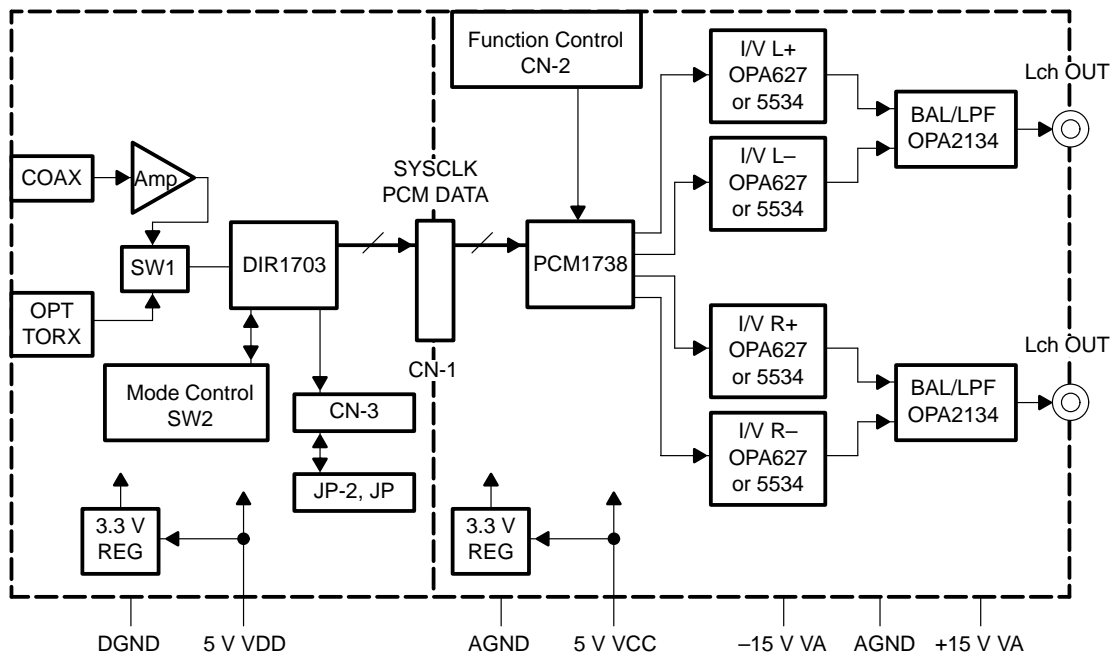 Function Control
CN-2
I/V L+
OPA627
or 5534
Lch OUT
BAL/LPF
OPA2134
I/V L–
OPA627
or 5534
COAX
Amp
SYSCLK
PCM DATA
SW1
DIR1703
PCM1738
OPT
TORX
I/V R+
OPA627
or 5534
Lch OUT
CN-1
Mode Control
SW2
CN-3
BAL/LPF
OPA2134
I/V R–
OPA627
or 5534
JP-2, JP
3.3 V
REG
3.3 V
REG
DGND
5 V VDD
AGND
5 V VCC
–15 V VA
AGND
+15 V VA